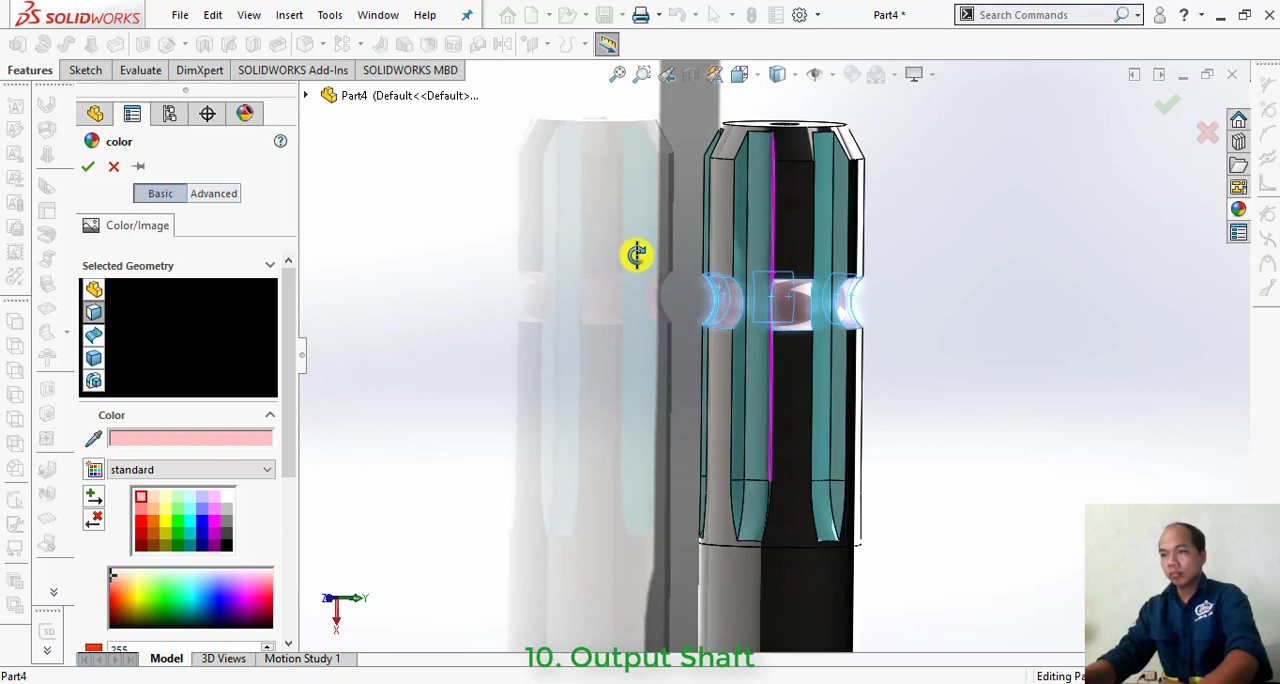 SOLIDWORKS
File Edit View Insert Tools Window Help
Part4 *
Search Commands
?
Features Sketch Evaluate DimXpert SOLIDWORKS Add-Ins SOLIDWORKS MBD
Part4 (Default<<Default>...
color
?
Basic Advanced
Color/Image
Selected Geometry
Color
standard
255
Z Y
X
3D
Model 3D Views Motion Study 1
10. Output Shaft
Part4
Editing Pa